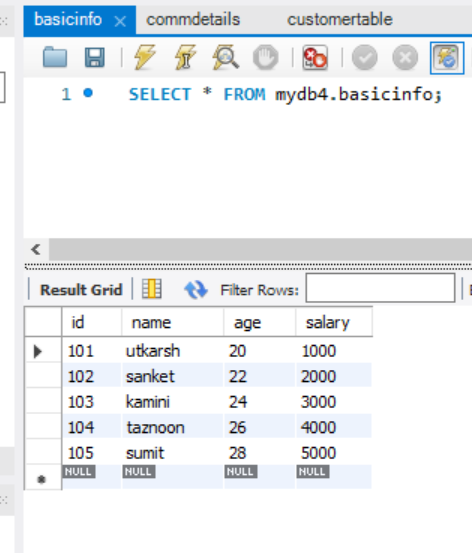 basicinfo × commdetails customertable
1 SELECT * FROM mydb4.basicinfo;
Result Grid Filter Rows:
id name age salary
101 utkarsh 20 1000
102 sanket 22 2000
103 kamini 24 3000
104 taznoon 26 4000
105 sumit 28 5000
NULL NULL NULL NULL